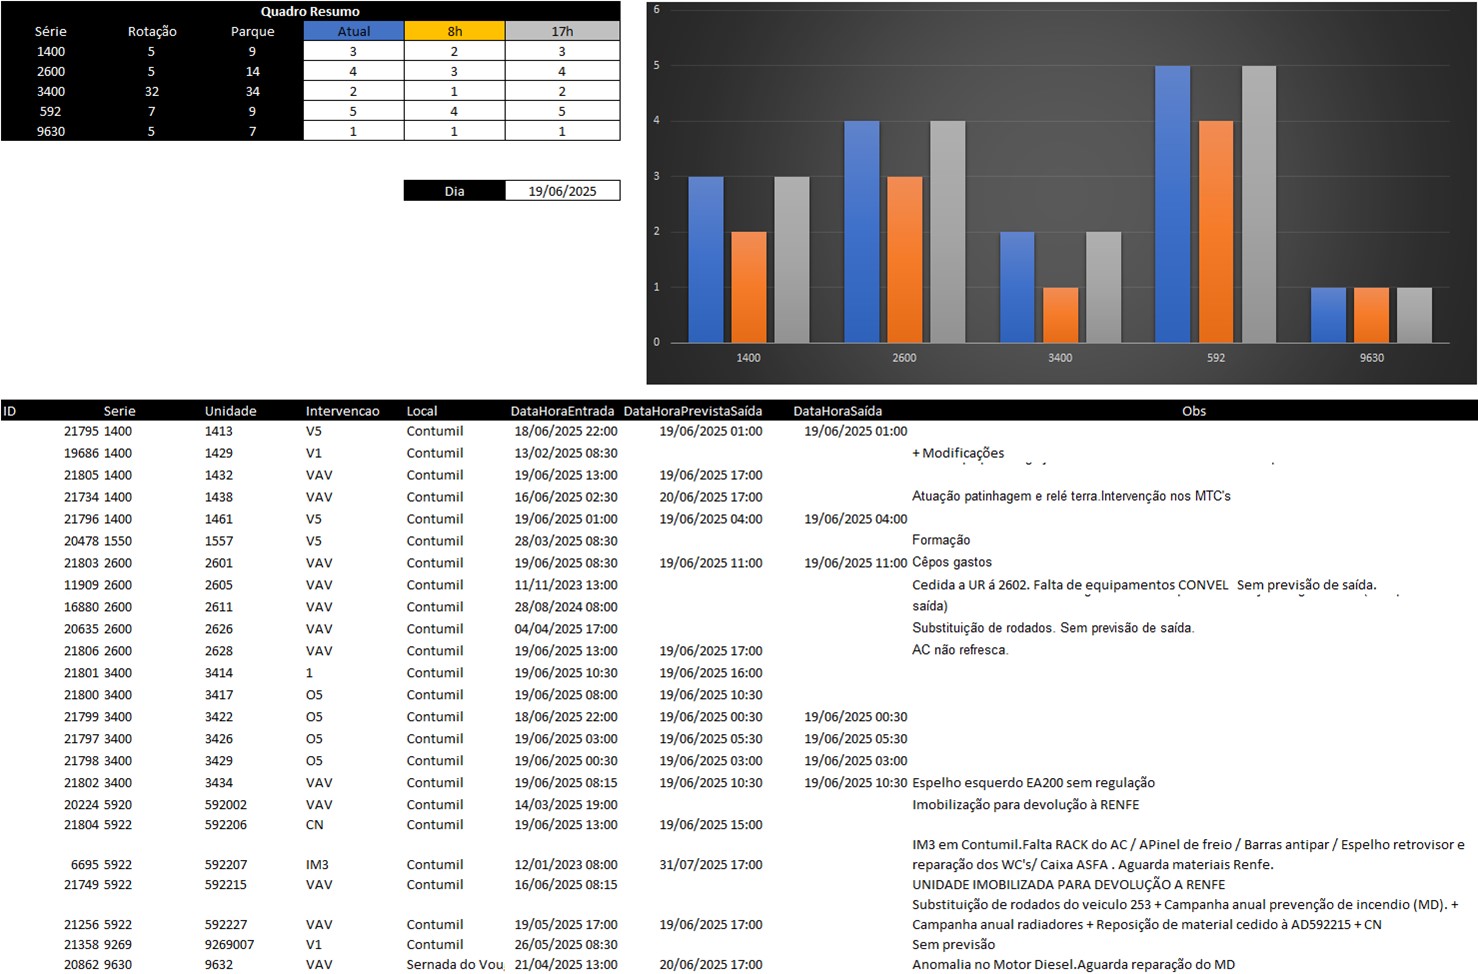 Quadro Resumo
Série Rotação Parque Atual 8h 17h
1400 5 9 3 2 3
2600 5 14 4 3 4
3400 32 34 2 1 2
592 7 9 5 4 5
9630 5 7 1 1 1
Dia 19/06/2025
6
5
4
3
2
1
0
1400 2600 3400 592 9630
ID Serie Unidade Intervencao Local DataHoraEntrada DataHoraPrevistaSaída DataHoraSaída Obs
21795 1400 1413 V5 Contumil 18/06/2025 22:00 19/06/2025 01:00 19/06/2025 01:00
19686 1400 1429 V1 Contumil 13/02/2025 08:30 + Modificações
21805 1400 1432 VAV Contumil 19/06/2025 13:00 19/06/2025 17:00
21734 1400 1438 VAV Contumil 16/06/2025 02:30 20/06/2025 17:00 Atuação patinhagem e relé terra.Intervenção nos MTC's
21796 1400 1461 V5 Contumil 19/06/2025 01:00 19/06/2025 04:00 19/06/2025 04:00
20478 1550 1557 V5 Contumil 28/03/2025 08:30 Formação
21803 2600 2601 VAV Contumil 19/06/2025 08:30 19/06/2025 11:00 19/06/2025 11:00 Cêpos gastos
11909 2600 2605 VAV Contumil 11/11/2023 13:00 Cedida a UR á 2602. Falta de equipamentos CONVEL Sem previsão de saída.
16880 2600 2611 VAV Contumil 28/08/2024 08:00 saída)
20635 2600 2626 VAV Contumil 04/04/2025 17:00 Substituição de rodados. Sem previsão de saída.
21806 2600 2628 VAV Contumil 19/06/2025 13:00 19/06/2025 17:00 AC não refresca.
21801 3400 3414 1 Contumil 19/06/2025 10:30 19/06/2025 16:00
21800 3400 3417 O5 Contumil 19/06/2025 08:00 19/06/2025 10:30
21799 3400 3422 O5 Contumil 18/06/2025 22:00 19/06/2025 00:30 19/06/2025 00:30
21797 3400 3426 O5 Contumil 19/06/2025 03:00 19/06/2025 05:30 19/06/2025 05:30
21798 3400 3429 O5 Contumil 19/06/2025 00:30 19/06/2025 03:00 19/06/2025 03:00
21802 3400 3434 VAV Contumil 19/06/2025 08:15 19/06/2025 10:30 19/06/2025 10:30 Espelho esquerdo EA200 sem regulação
20224 5920 592002 VAV Contumil 14/03/2025 19:00 Imobilização para devolução à RENFE
21804 5922 592206 CN Contumil 19/06/2025 13:00 19/06/2025 15:00
IM3 em Contumil.Falta RACK do AC / APinel de freio / Barras antipar / Espelho retrovisor e
6695 5922 592207 IM3 Contumil 12/01/2023 08:00 31/07/2025 17:00 reparação dos WC's/ Caixa ASFA . Aguarda materiais Renfe.
21749 5922 592215 VAV Contumil 16/06/2025 08:15 UNIDADE IMOBILIZADA PARA DEVOLUÇÃO A RENFE
Substituição de rodados do veiculo 253 + Campanha anual prevenção de incendio (MD). +
21256 5922 592227 VAV Contumil 19/05/2025 17:00 19/06/2025 17:00 Campanha anual radiadores + Reposição de material cedido à AD592215 + CN
21358 9269 9269007 V1 Contumil 26/05/2025 08:30 Sem previsão
20862 9630 9632 VAV Sernada do Vou 21/04/2025 13:00 20/06/2025 17:00 Anomalia no Motor Diesel.Aguarda reparação do MD